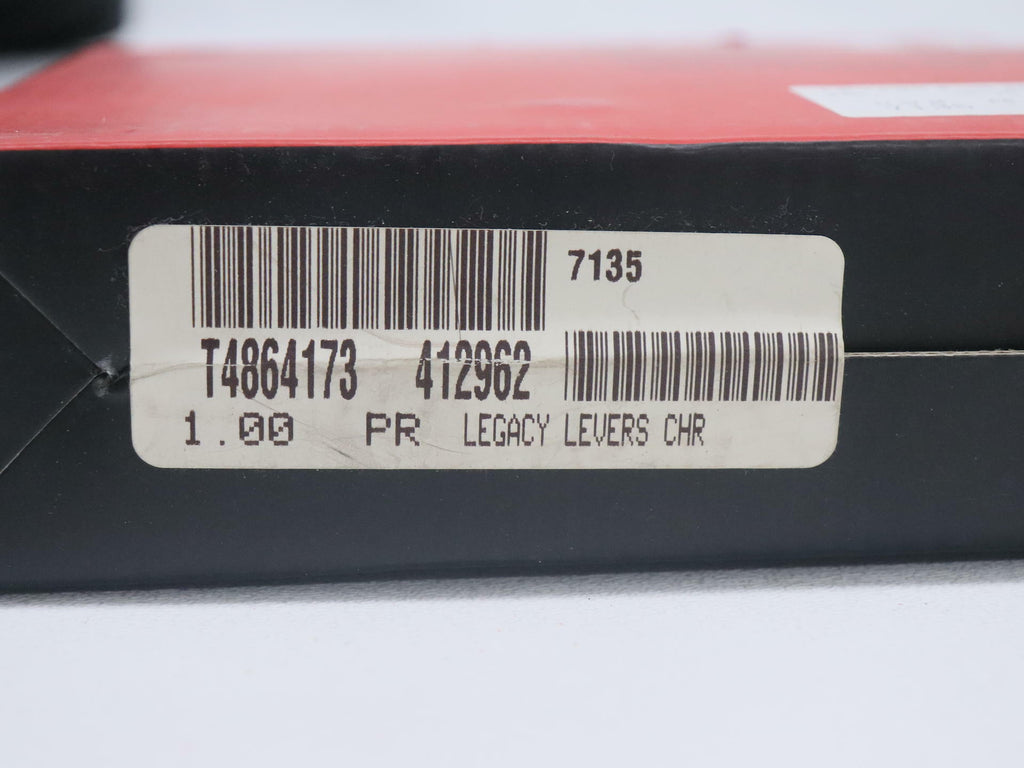 7135
T4864173 412962
1.00 PR LEGACY LEVERS CHR